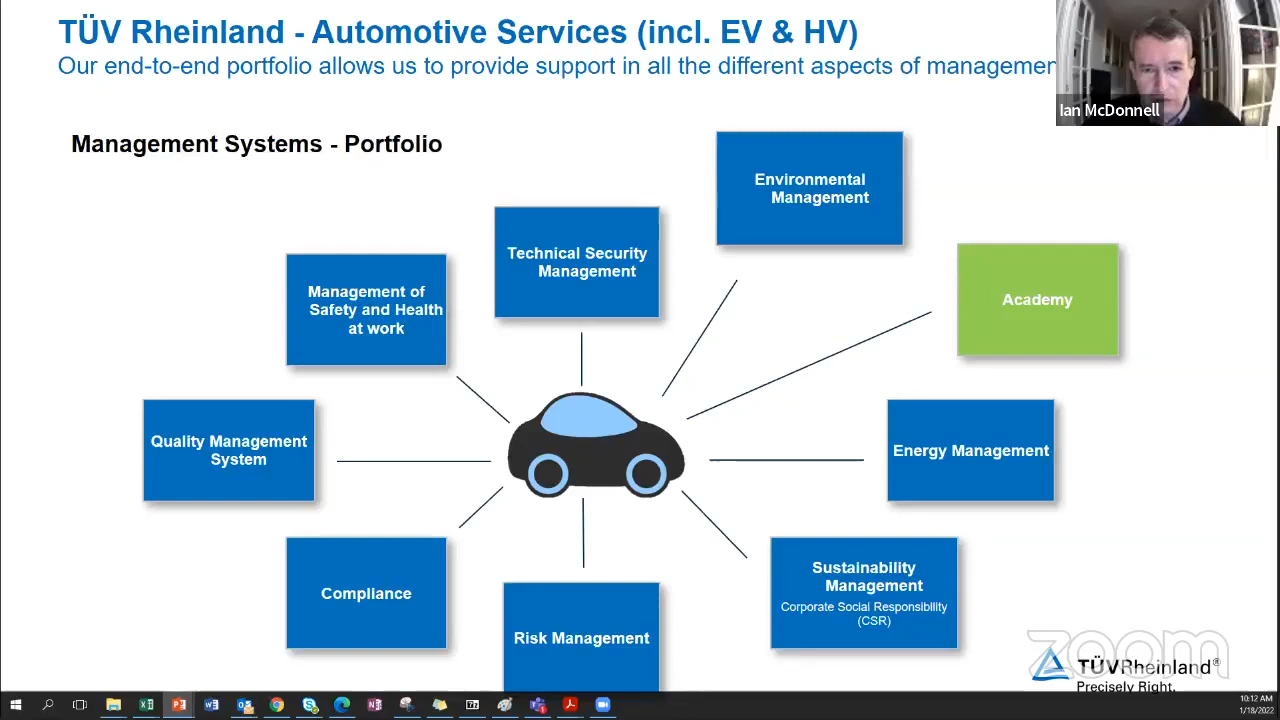 TÜV Rheinland - Automotive Services (incl. EV & HV)
Our end-to-end portfolio allows us to provide support in all the different aspects of managemen
Ian McDonnell
Management Systems - Portfolio
Environmental
Management
Technical Security
Management
Management of
Safety and Health
at work
Academy
Quality Management
System
Energy Management
Compliance
Risk Management
Sustainability
Management
Corporate Social Responsibility
(CSR)
zoom
TÜVRheinland®
Precisely Right.
10:12 AM
1/18/2022